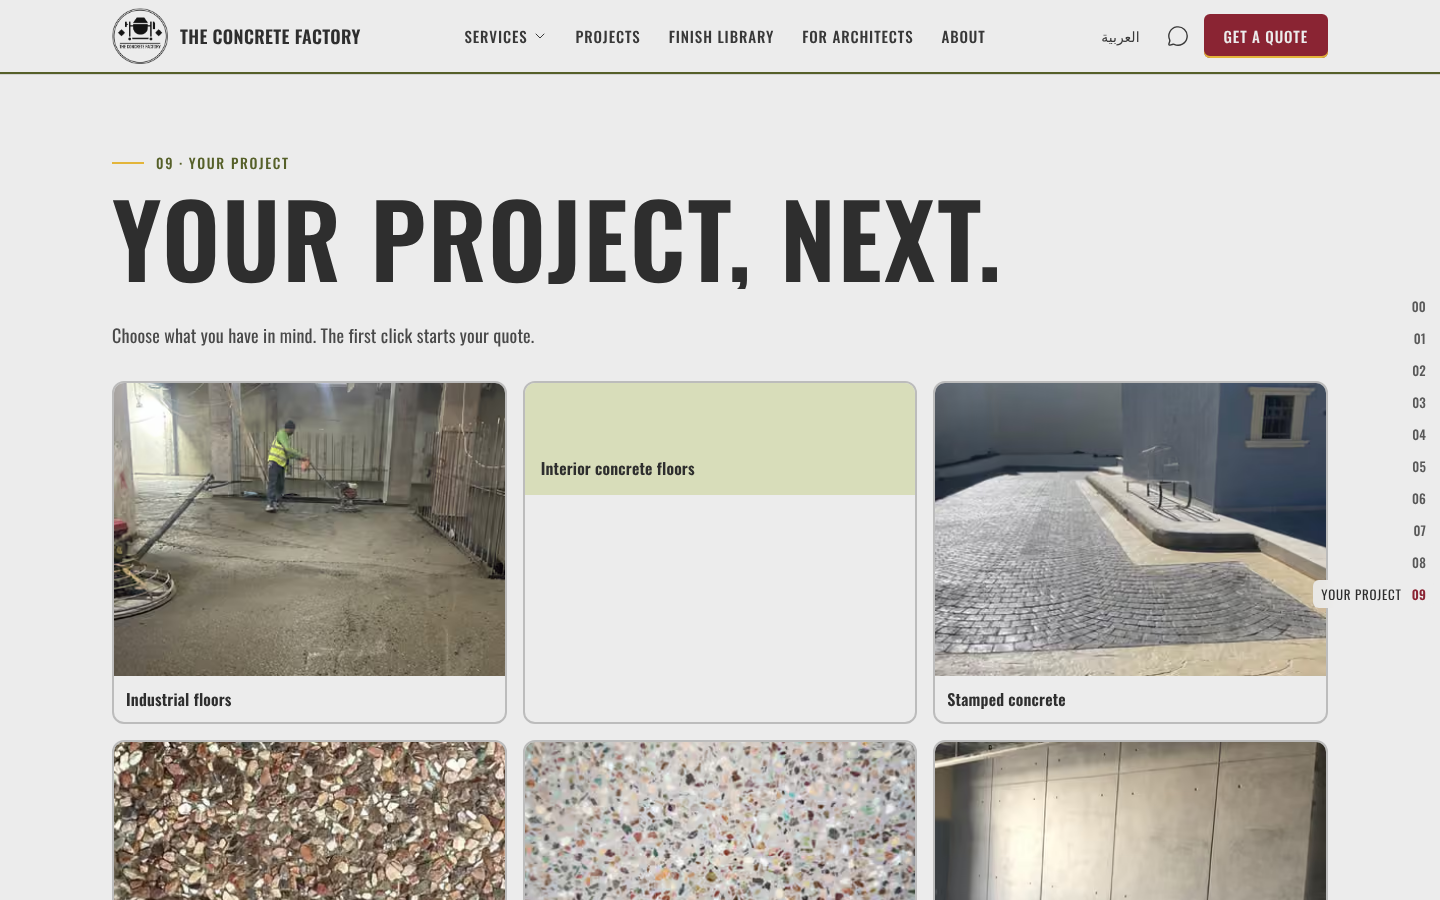 THE CONCRETE FACTORY
SERVICES
PROJECTS
FINISH LIBRARY
FOR ARCHITECTS
ABOUT
العربية
GET A QUOTE
09 · YOUR PROJECT
YOUR PROJECT, NEXT.
Choose what you have in mind. The first click starts your quote.
00
01
02
03
04
05
06
07
08
YOUR PROJECT 09
Interior concrete floors
Industrial floors
Stamped concrete